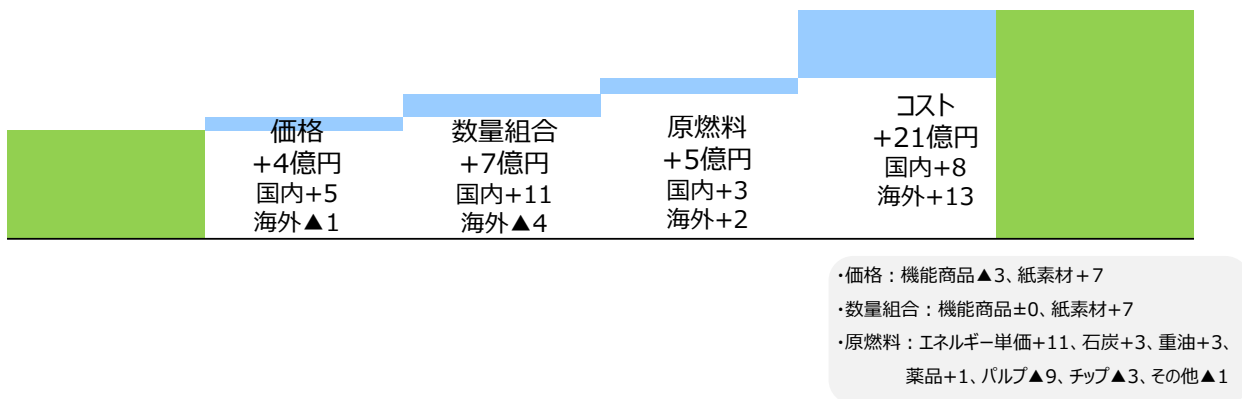 価格
+4億円
国内+5
海外▲1
数量組合
+7億円
国内+11
海外▲4
原燃料
+5億円
国内+3
海外+2
コスト
+21億円
国内+8
海外+13
・価格：機能商品▲3、紙素材+7
・数量組合：機能商品±0、紙素材+7
・原燃料：エネルギー単価+11、石炭+3、重油+3、
薬品+1、パルプ▲9、チップ▲3、その他▲1